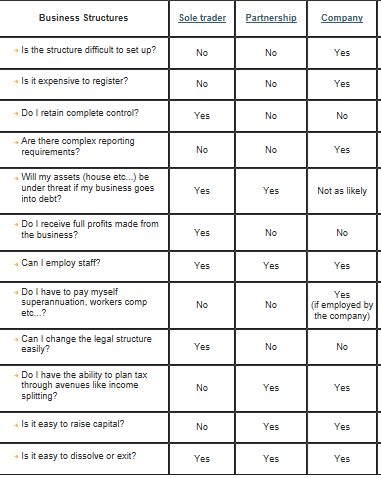 Business Structures Sole trader Partnership Company
Is the structure difficult to set up? No No Yes
Is it expensive to register? No No Yes
Do I retain complete control? Yes No No
Are there complex reporting
requirements? No No Yes
Will my assets (house etc...) be
under threat if my business goes
into debt? Yes Yes Not as likely
Do I receive full profits made from
the business? Yes No No
Can I employ staff? Yes Yes Yes
Do I have to pay myself
superannuation, workers comp
etc...? No No Yes
(if employed by
the company)
Can I change the legal structure
easily? Yes No No
Do I have the ability to plan tax
through avenues like income
splitting? No Yes Yes
Is it easy to raise capital? No Yes Yes
Is it easy to dissolve or exit? Yes Yes Yes